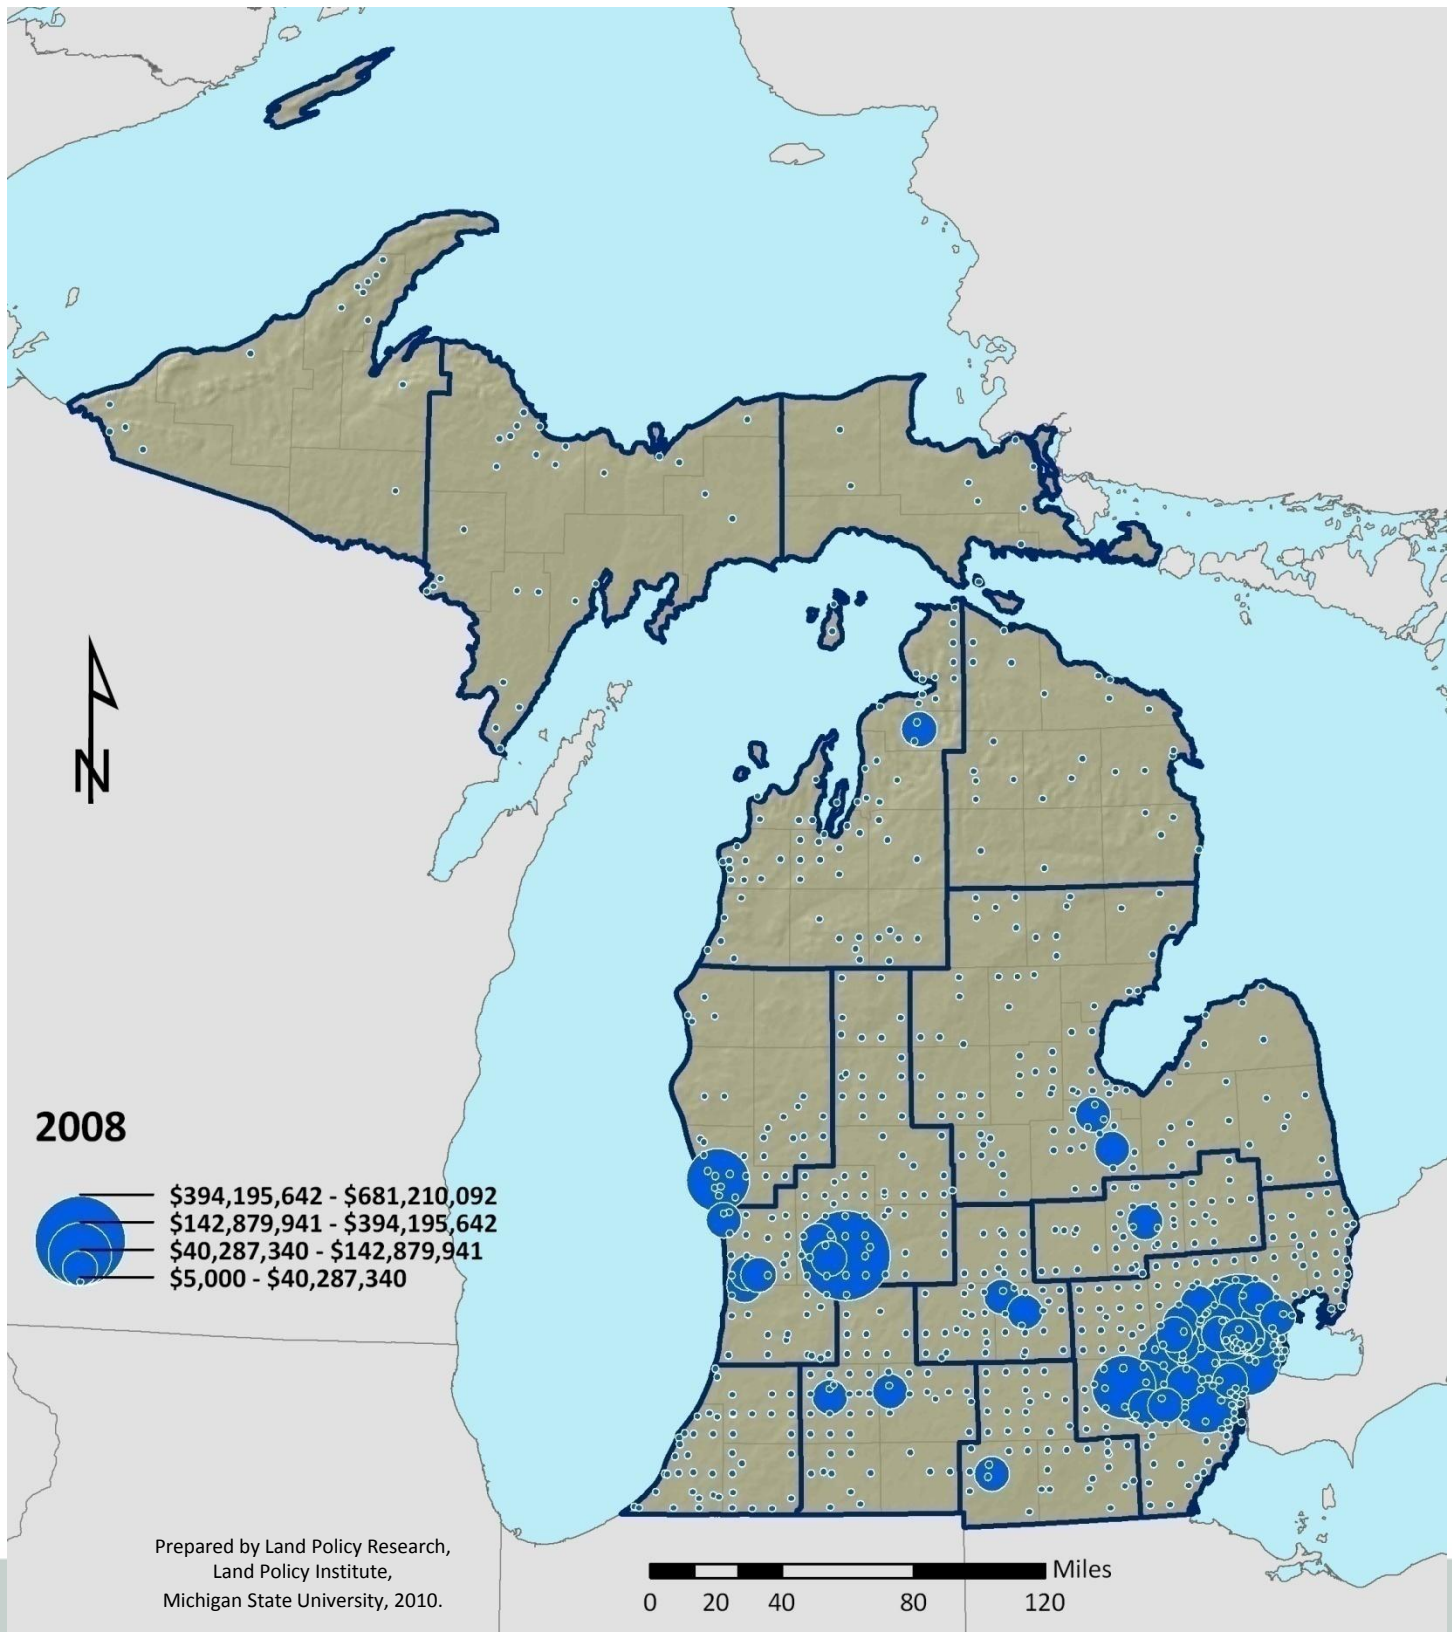 N
2008
$394,195,642 - $681,210,092
$142,879,941 - $394,195,642
$40,287,340 - $142,879,941
$5,000 - $40,287,340
Prepared by Land Policy Research,
Land Policy Institute,
Michigan State University, 2010.
Miles
0 20 40 80 120